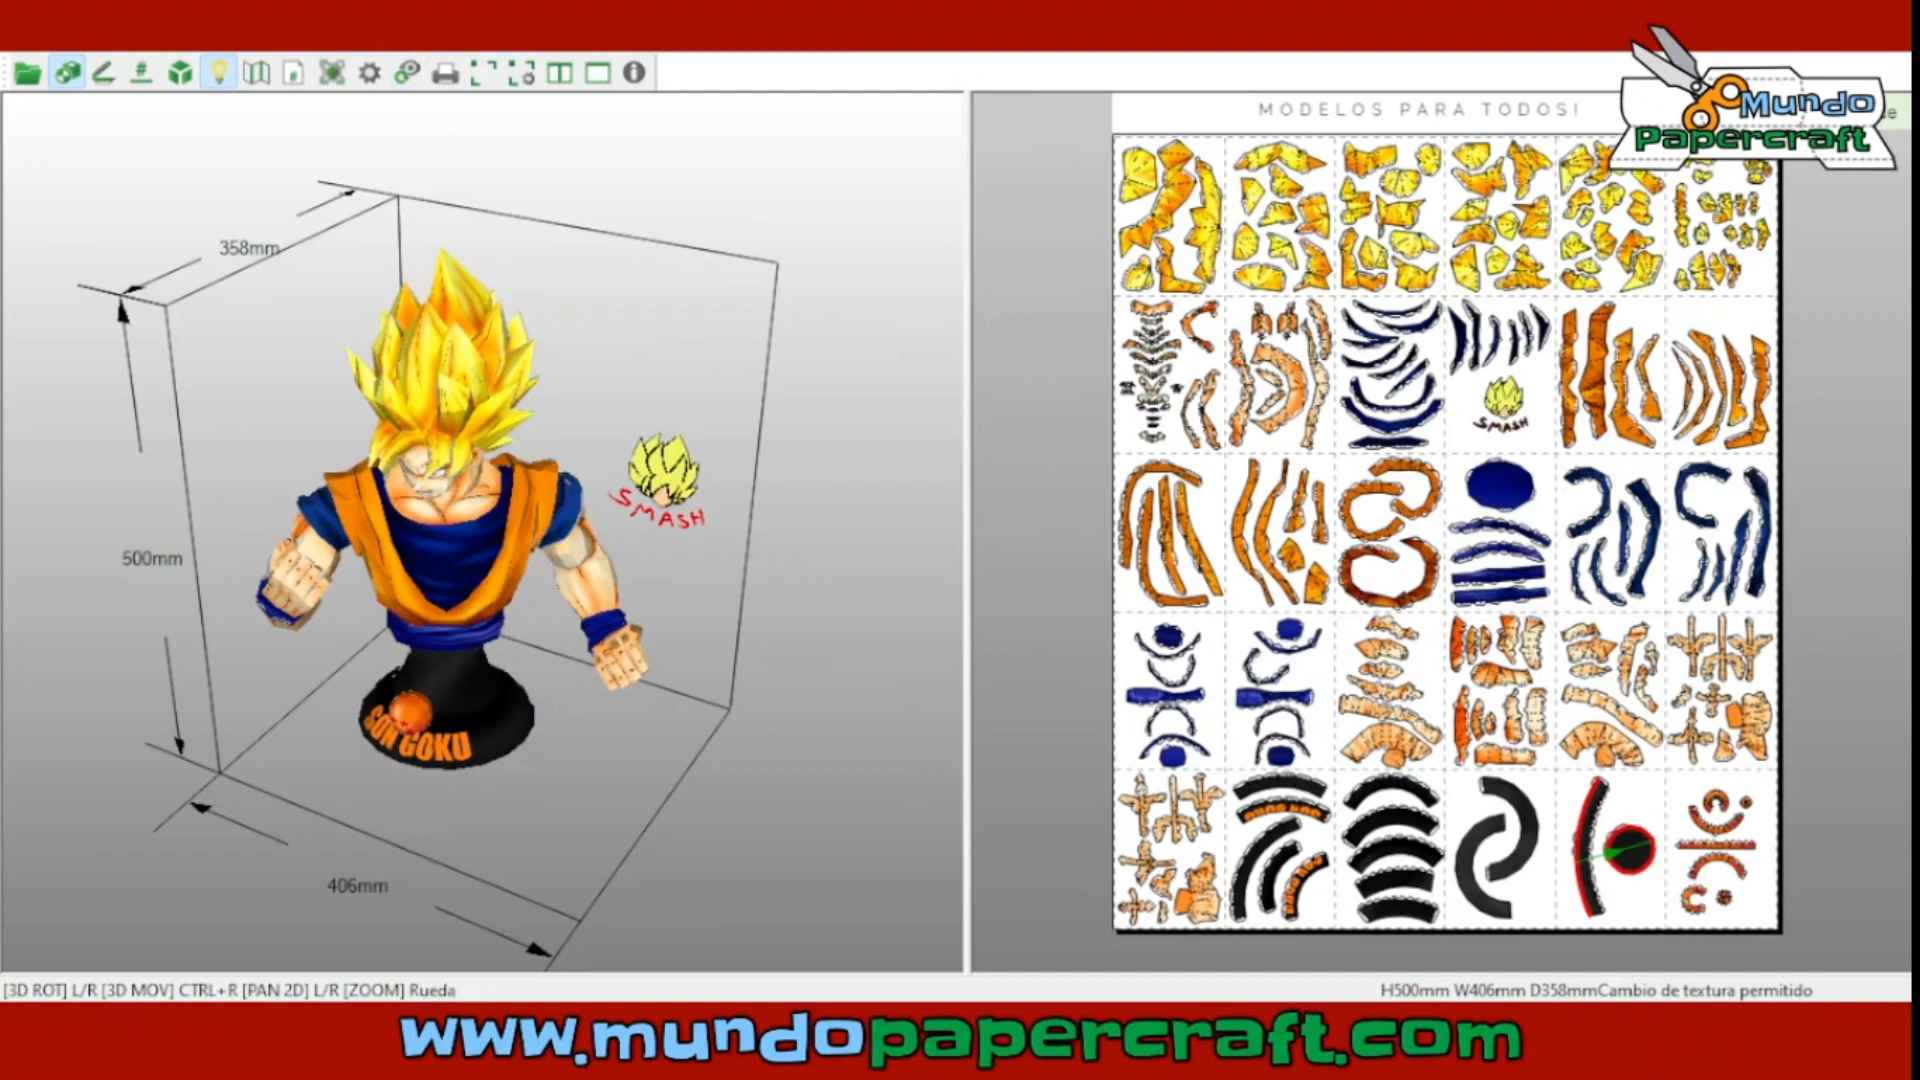 MODELOS PARA TODOS!
Mundo
Papercraft
358mm
500mm
406mm
SMASH
SON GOKU
SMASH
[3D ROT] L/R [3D MOV] CTRL+R [PAN 2D] L/R [ZOOM] Rueda
H500mm W406mm D358mmCambio de textura permitido
www.mundopapercraft.com